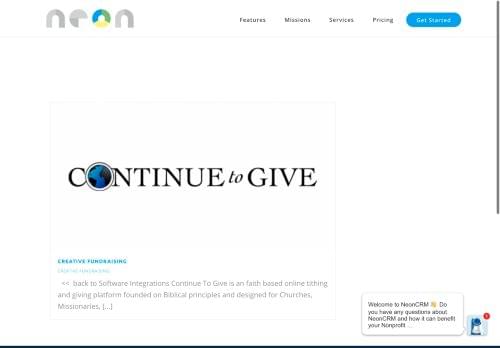 neon
Features Missions Services Pricing Get Started
CONTINUE to GIVE
CREATIVE FUNDRAISING
CREATIVE FUNDRAISING
<< back to Software Integrations Continue To Give is an faith based online tithing
and giving platform founded on Biblical principles and designed for Churches,
Missionaries, [...]
Welcome to NeonCRM 👋 Do
you have any questions about
NeonCRM and how it can benefit
your Nonprofit ...
1